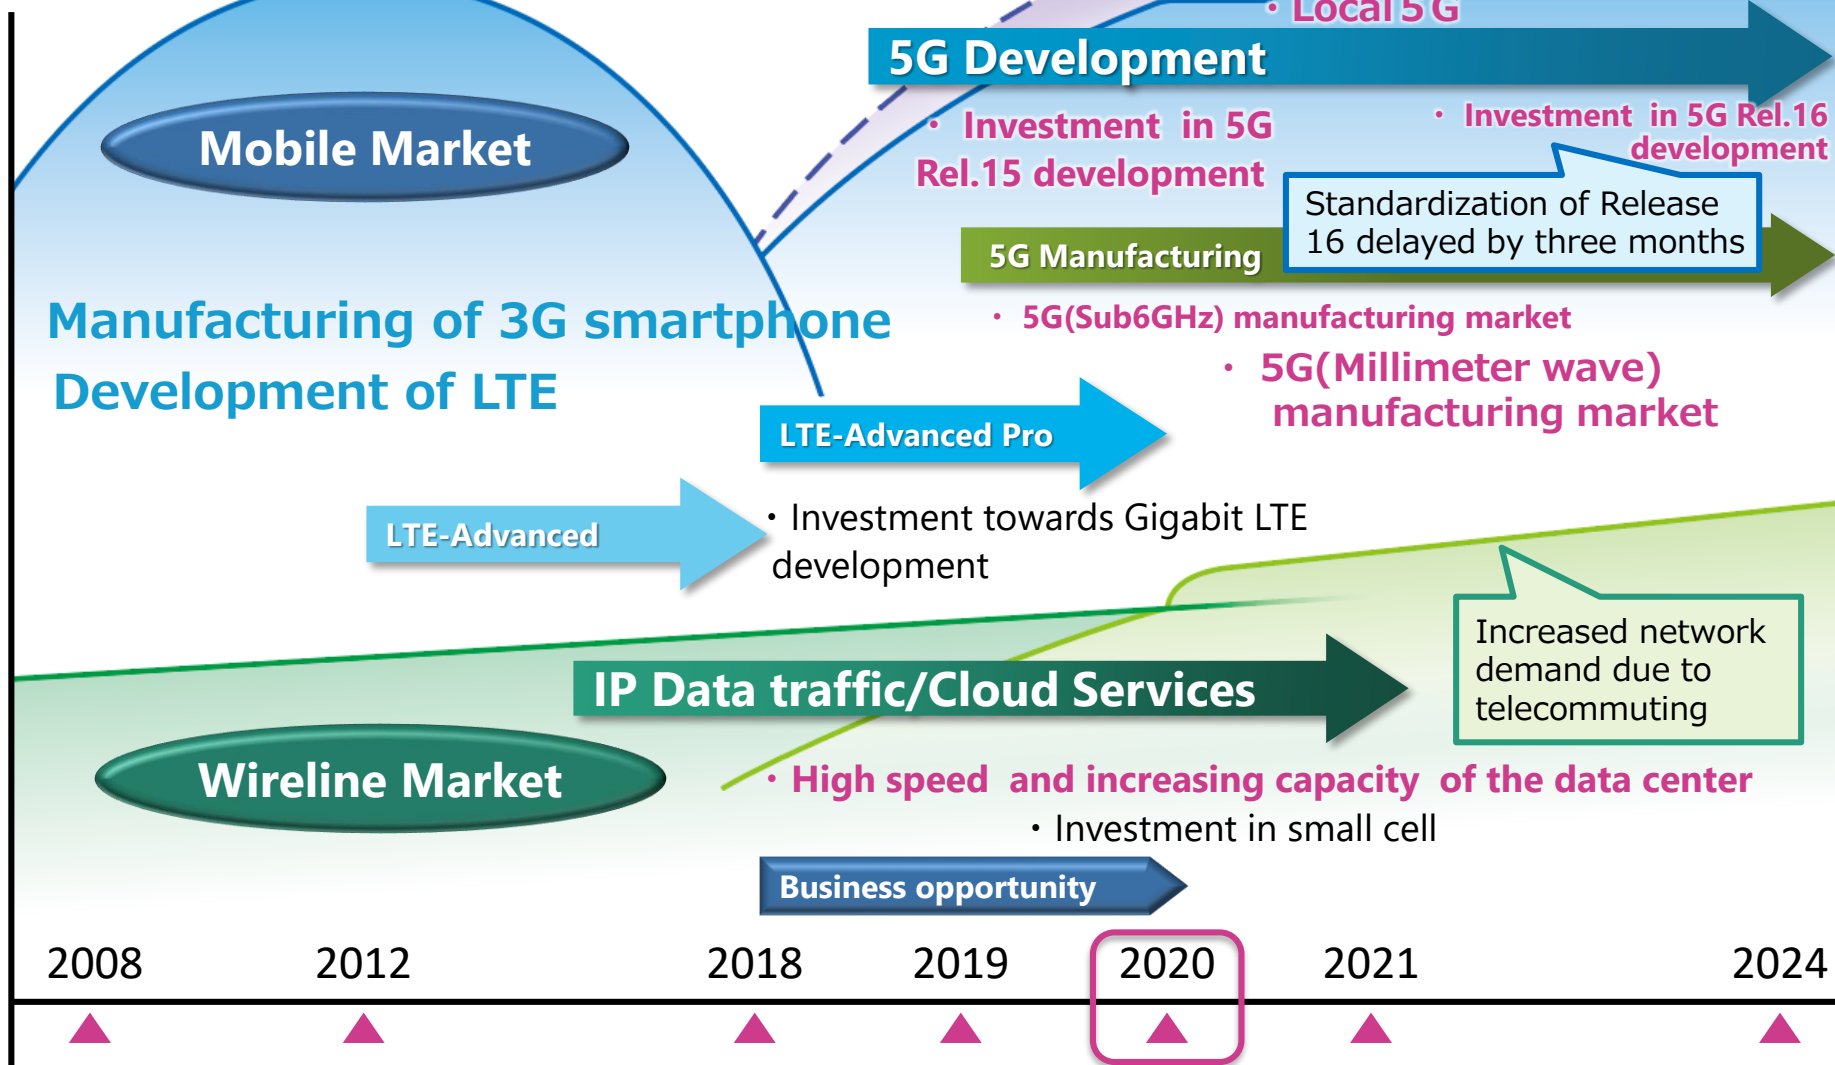 ・Local 5G
5G Development
Mobile Market
・ Investment in 5G
Rel.15 development
・ Investment in 5G Rel.16
development
Standardization of Release
16 delayed by three months
5G Manufacturing
Manufacturing of 3G smartphone
Development of LTE
・ 5G(Sub6GHz) manufacturing market
・ 5G(Millimeter wave)
manufacturing market
LTE-Advanced Pro
LTE-Advanced
・Investment towards Gigabit LTE
development
Increased network
demand due to
telecommuting
IP Data traffic/Cloud Services
Wireline Market
・High speed and increasing capacity of the data center
・Investment in small cell
Business opportunity
2008 2012 2018 2019 2020 2021 2024